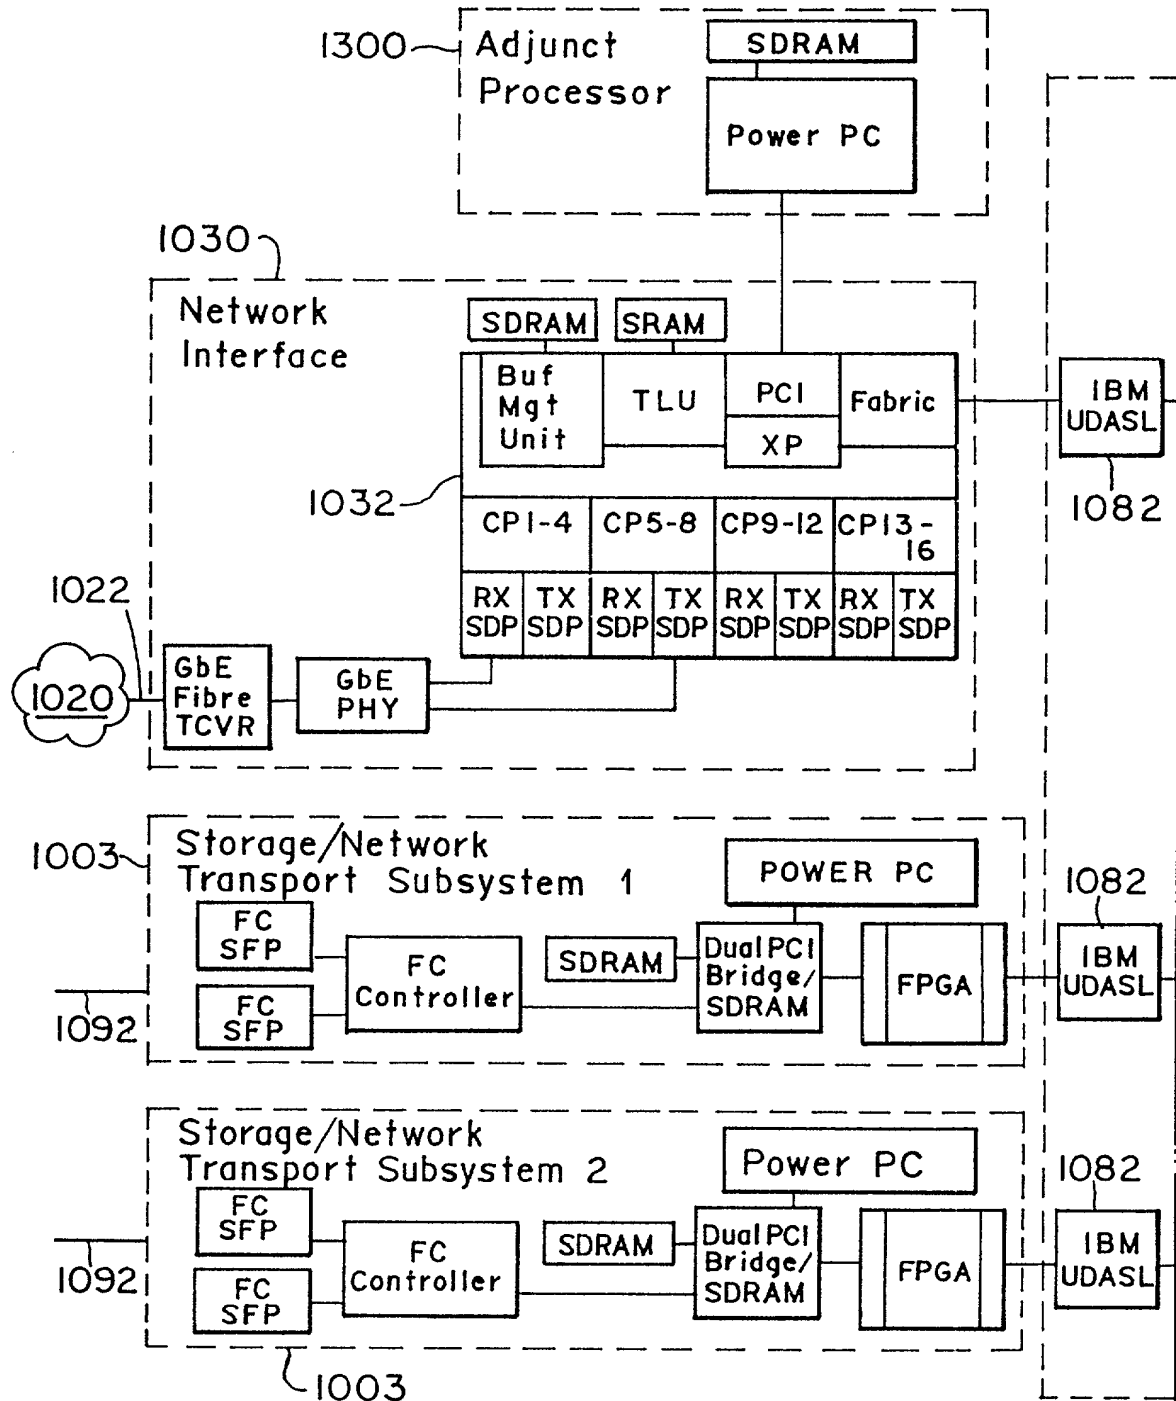 1300
Adjunct
Processor
SDRAM
Power PC
1030
Network
Interface
SDRAM
SRAM
Buf
Mgt
Unit
TLU
PCI
XP
Fabric
IBM
UDASL
1082
1032
CP1-4
CP5-8
CP9-12
CP13-
16
RX
SDP
TX
SDP
RX
SDP
TX
SDP
RX
SDP
TX
SDP
RX
SDP
TX
SDP
1022
1020
GbE
Fibre
TCVR
GbE
PHY
1003
Storage/Network
Transport Subsystem 1
POWER PC
FC
SFP
FC
SFP
FC
Controller
SDRAM
Dual PCI
Bridge/
SDRAM
FPGA
1082
IBM
UDASL
1092
Storage/Network
Transport Subsystem 2
Power PC
FC
SFP
FC
SFP
FC
Controller
SDRAM
Dual PCI
Bridge/
SDRAM
FPGA
1082
IBM
UDASL
1092
1003